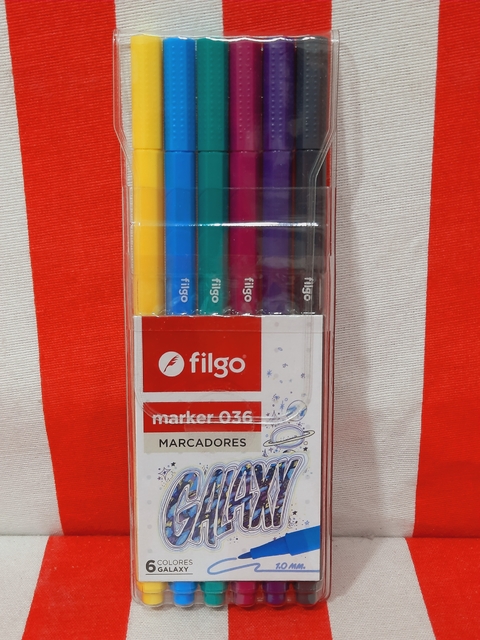 filgo
filgo
filgo
filgo
filgo
marker 036
MARCADORES
GALAXY
6 COLORES
GALAXY
1.0 mm.